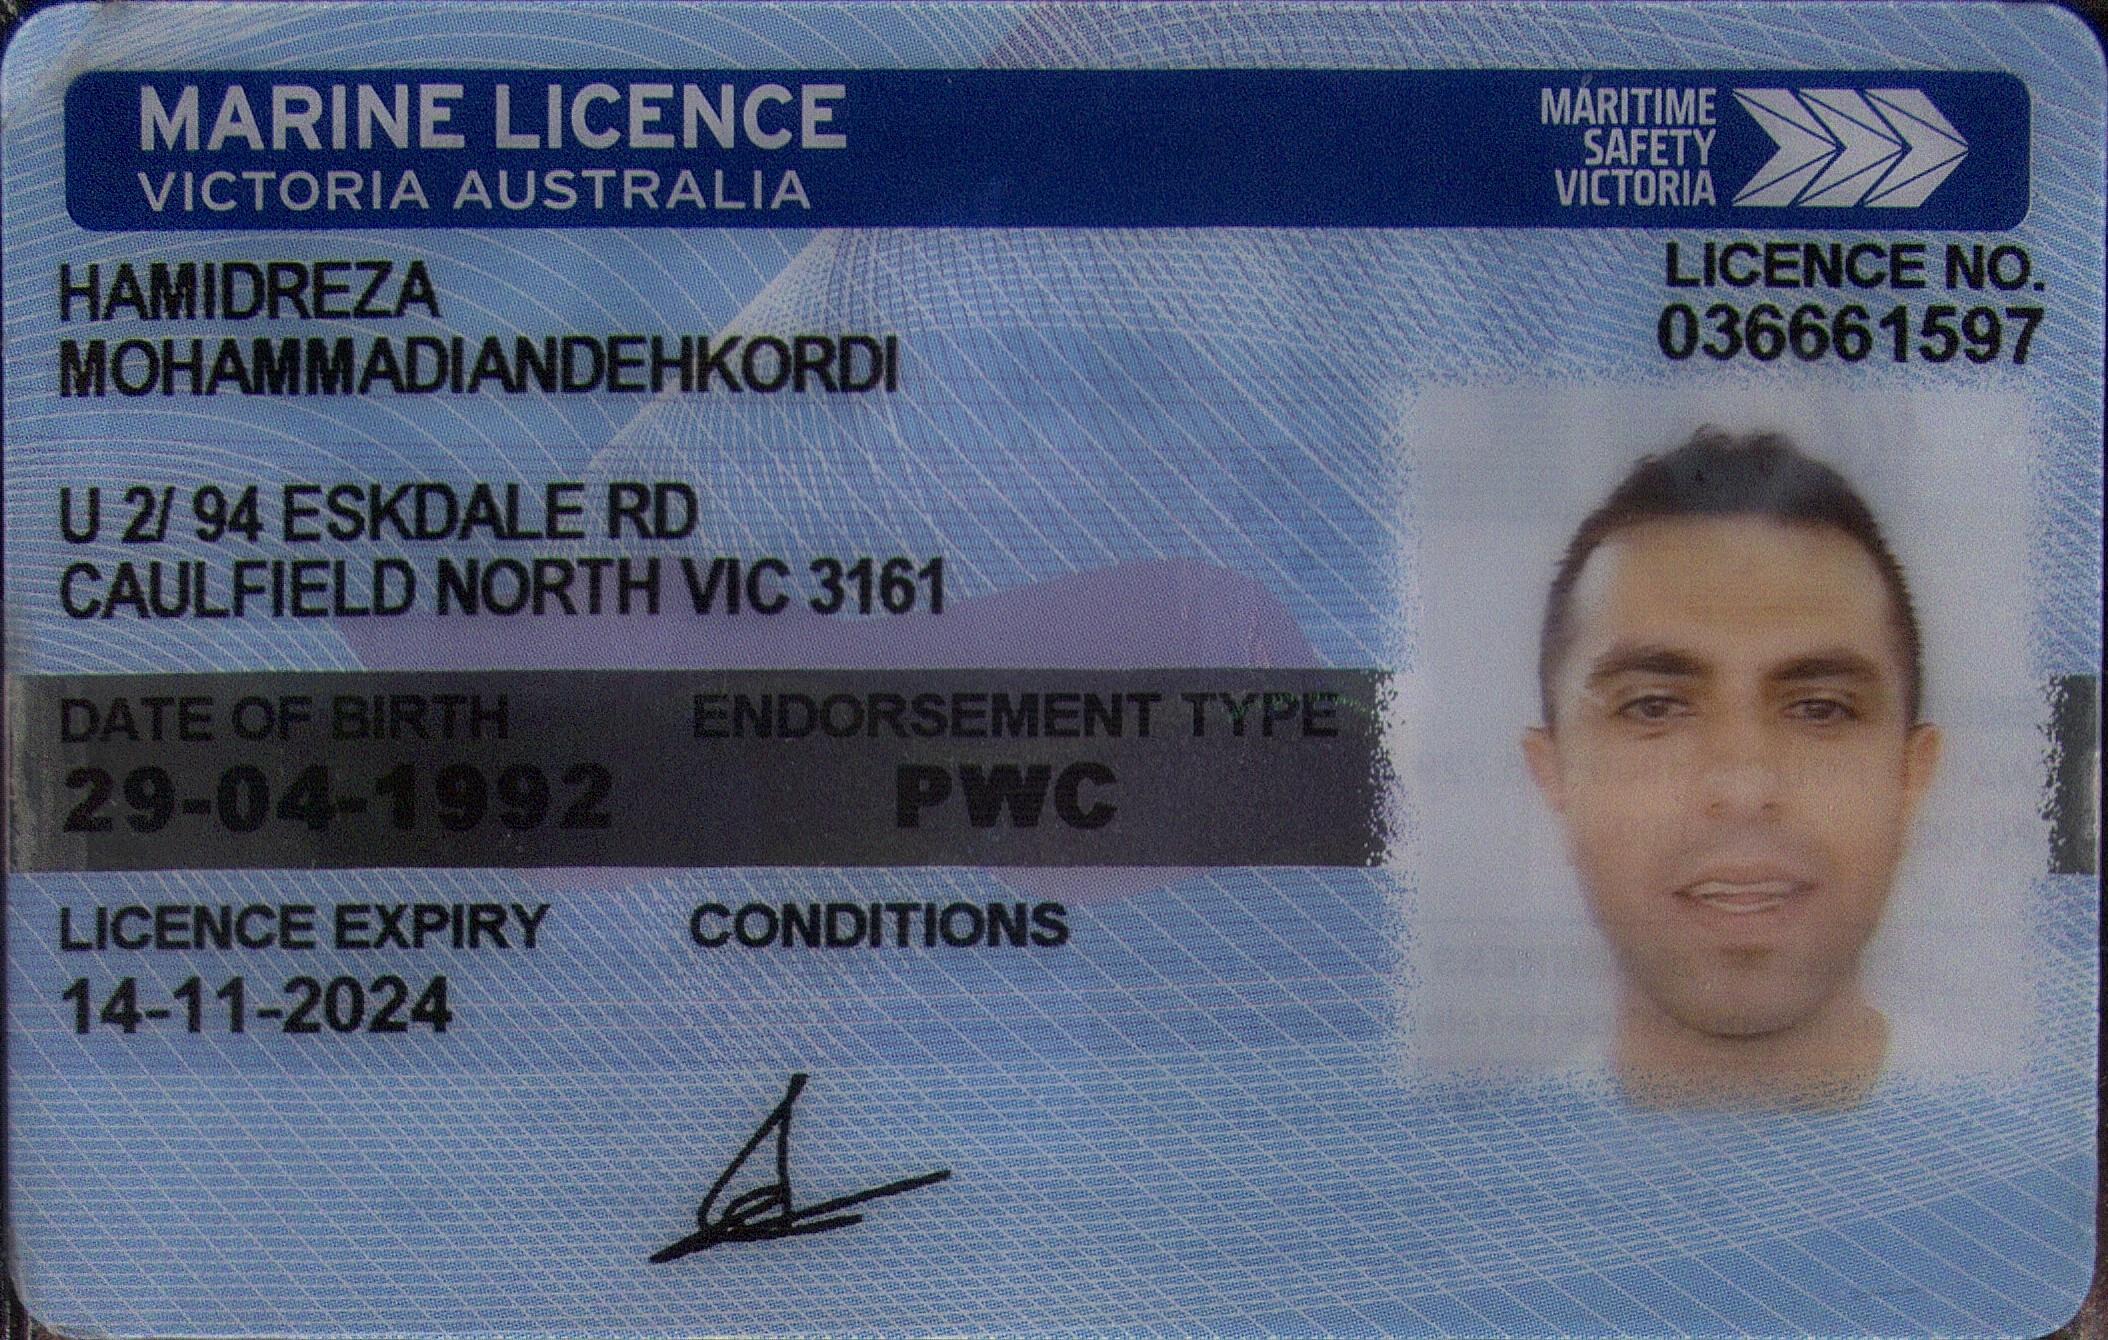 MARINE LICENCE
VICTORIA AUSTRALIA
MARITIME
SAFETY
VICTORIA
LICENCE NO.
036661597
HAMIDREZA
MOHAMMADIANDEHKORDI
U 2/ 94 ESKDALE RD
CAULFIELD NORTH VIC 3161
DATE OF BIRTH ENDORSEMENT TYPE
29-04-1992 PWC
LICENCE EXPIRY CONDITIONS
14-11-2024